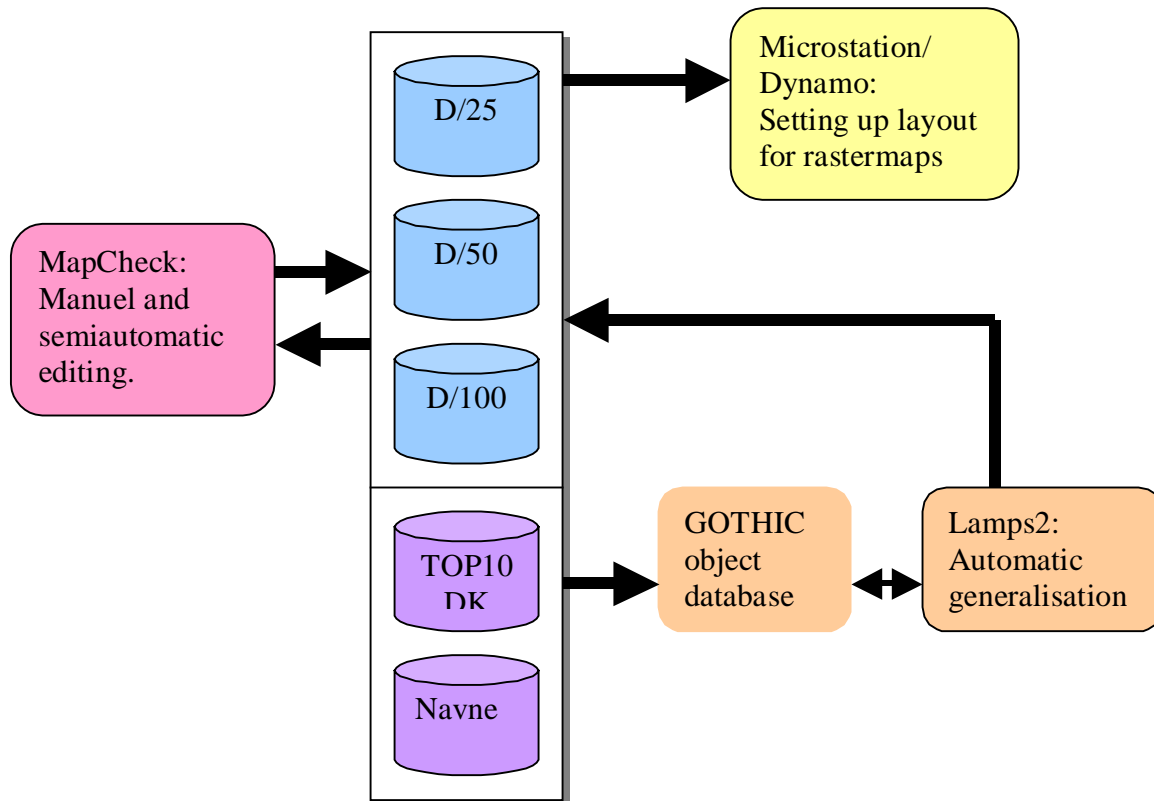 Microstation/
Dynamo:
Setting up layout
for rastermaps
D/25
D/50
D/100
MapCheck:
Manuel and
semiautomatic
editing.
TOP10
DK
Navne
GOTHIC
object
database
Lamps2:
Automatic
generalisation